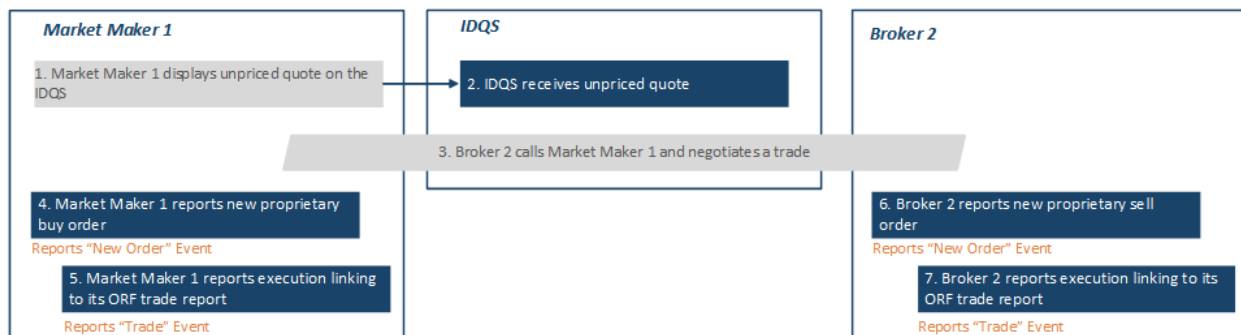 Market Maker 1
IDQS
Broker 2
1. Market Maker 1 displays unpriced quote on the
IDQS
2. IDQS receives unpriced quote
3. Broker 2 calls Market Maker 1 and negotiates a trade
4. Market Maker 1 reports new proprietary
buy order
Reports “New Order” Event
5. Market Maker 1 reports execution linking
to its ORF trade report
Reports “Trade” Event
6. Broker 2 reports new proprietary sell
order
Reports “New Order” Event
7. Broker 2 reports execution linking to its
ORF trade report
Reports “Trade” Event